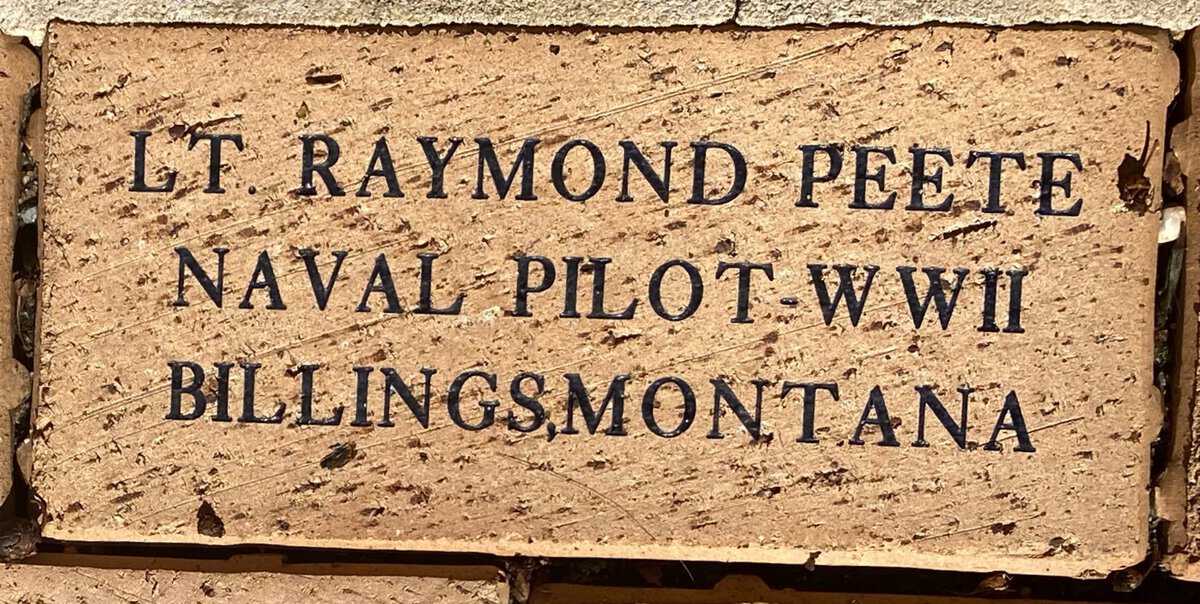 LT. RAYMOND PEETE
NAVAL PILOT-WWII
BILLINGS,MONTANA